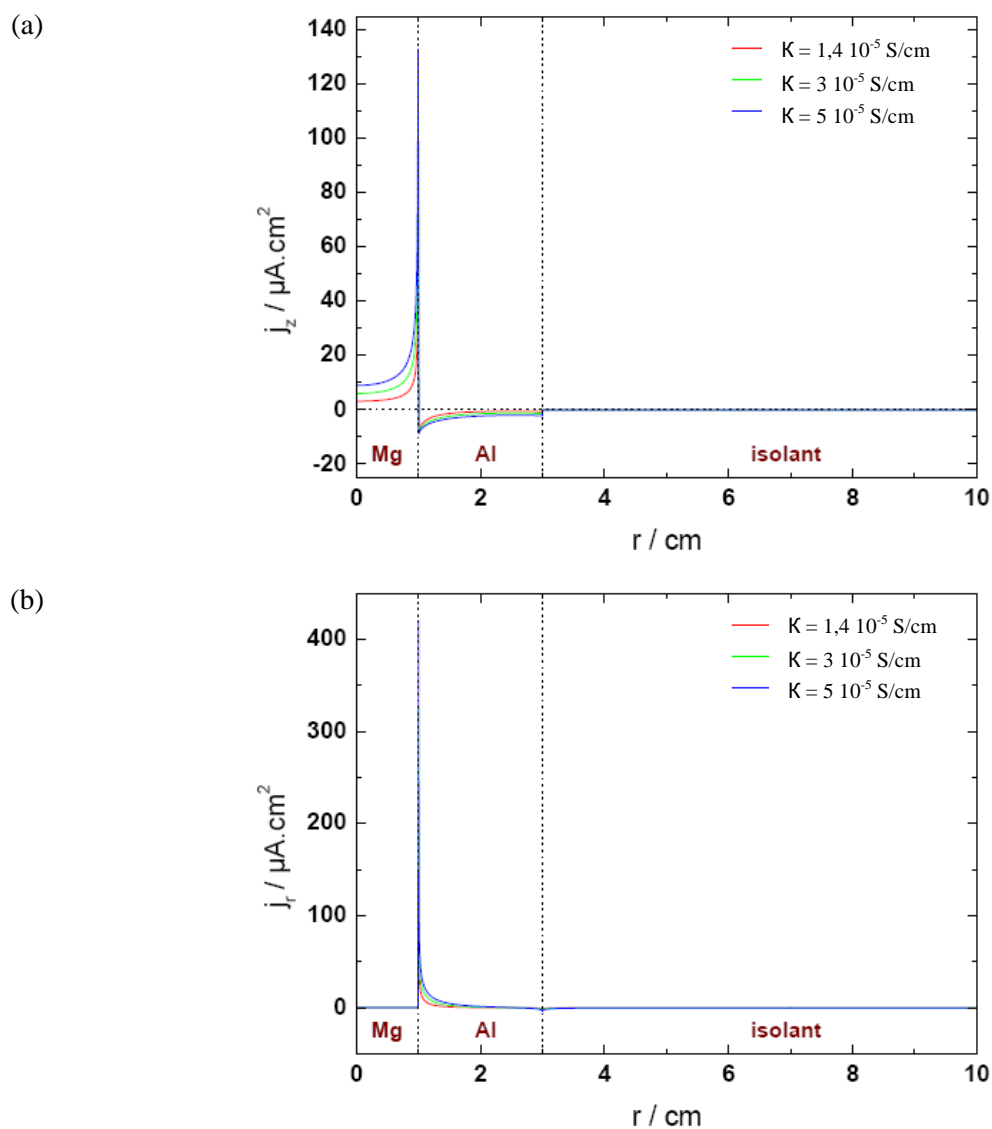 (a)
140
120
100
80
60
40
20
0
-20
j_z / µA.cm²
K = 1,4 10⁻⁵ S/cm
K = 3 10⁻⁵ S/cm
K = 5 10⁻⁵ S/cm
Mg Al isolant
0 2 4 6 8 10
r / cm
(b)
400
300
200
100
0
j_r / µA.cm²
K = 1,4 10⁻⁵ S/cm
K = 3 10⁻⁵ S/cm
K = 5 10⁻⁵ S/cm
Mg Al isolant
0 2 4 6 8 10
r / cm